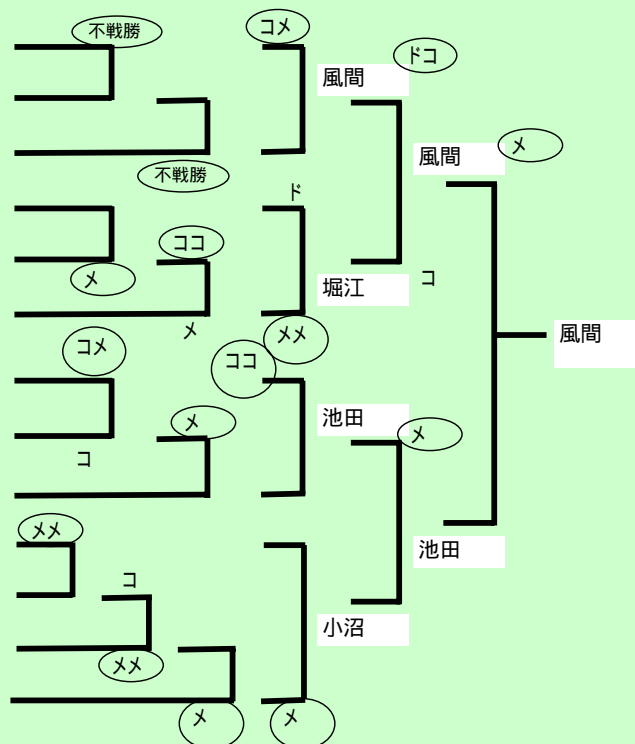 不戦勝
コメ
ドコ
風間
メ
風間
不戦勝
ド
ココ
メ
堀江
コ
メ
メメ
風間
コメ
ココ
メ
池田
メ
コ
メメ
池田
コ
小沼
メメ
メ
メ